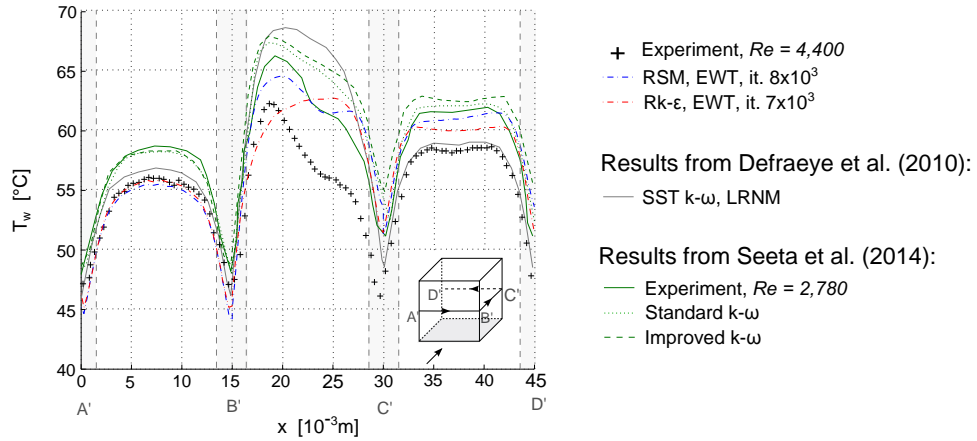 70
65
60
55
50
45
40
T_w [°C]
0
5
10
15
20
25
30
35
40
45
A'
B'
C'
D'
x [10⁻³m]
D'
C'
A'
B'
Experiment, Re = 4,400
RSM, EWT, it. 8x10³
Rk-ε, EWT, it. 7x10³
Results from Defraeye et al. (2010):
SST k-ω, LRNM
Results from Seeta et al. (2014):
Experiment, Re = 2,780
Standard k-ω
Improved k-ω